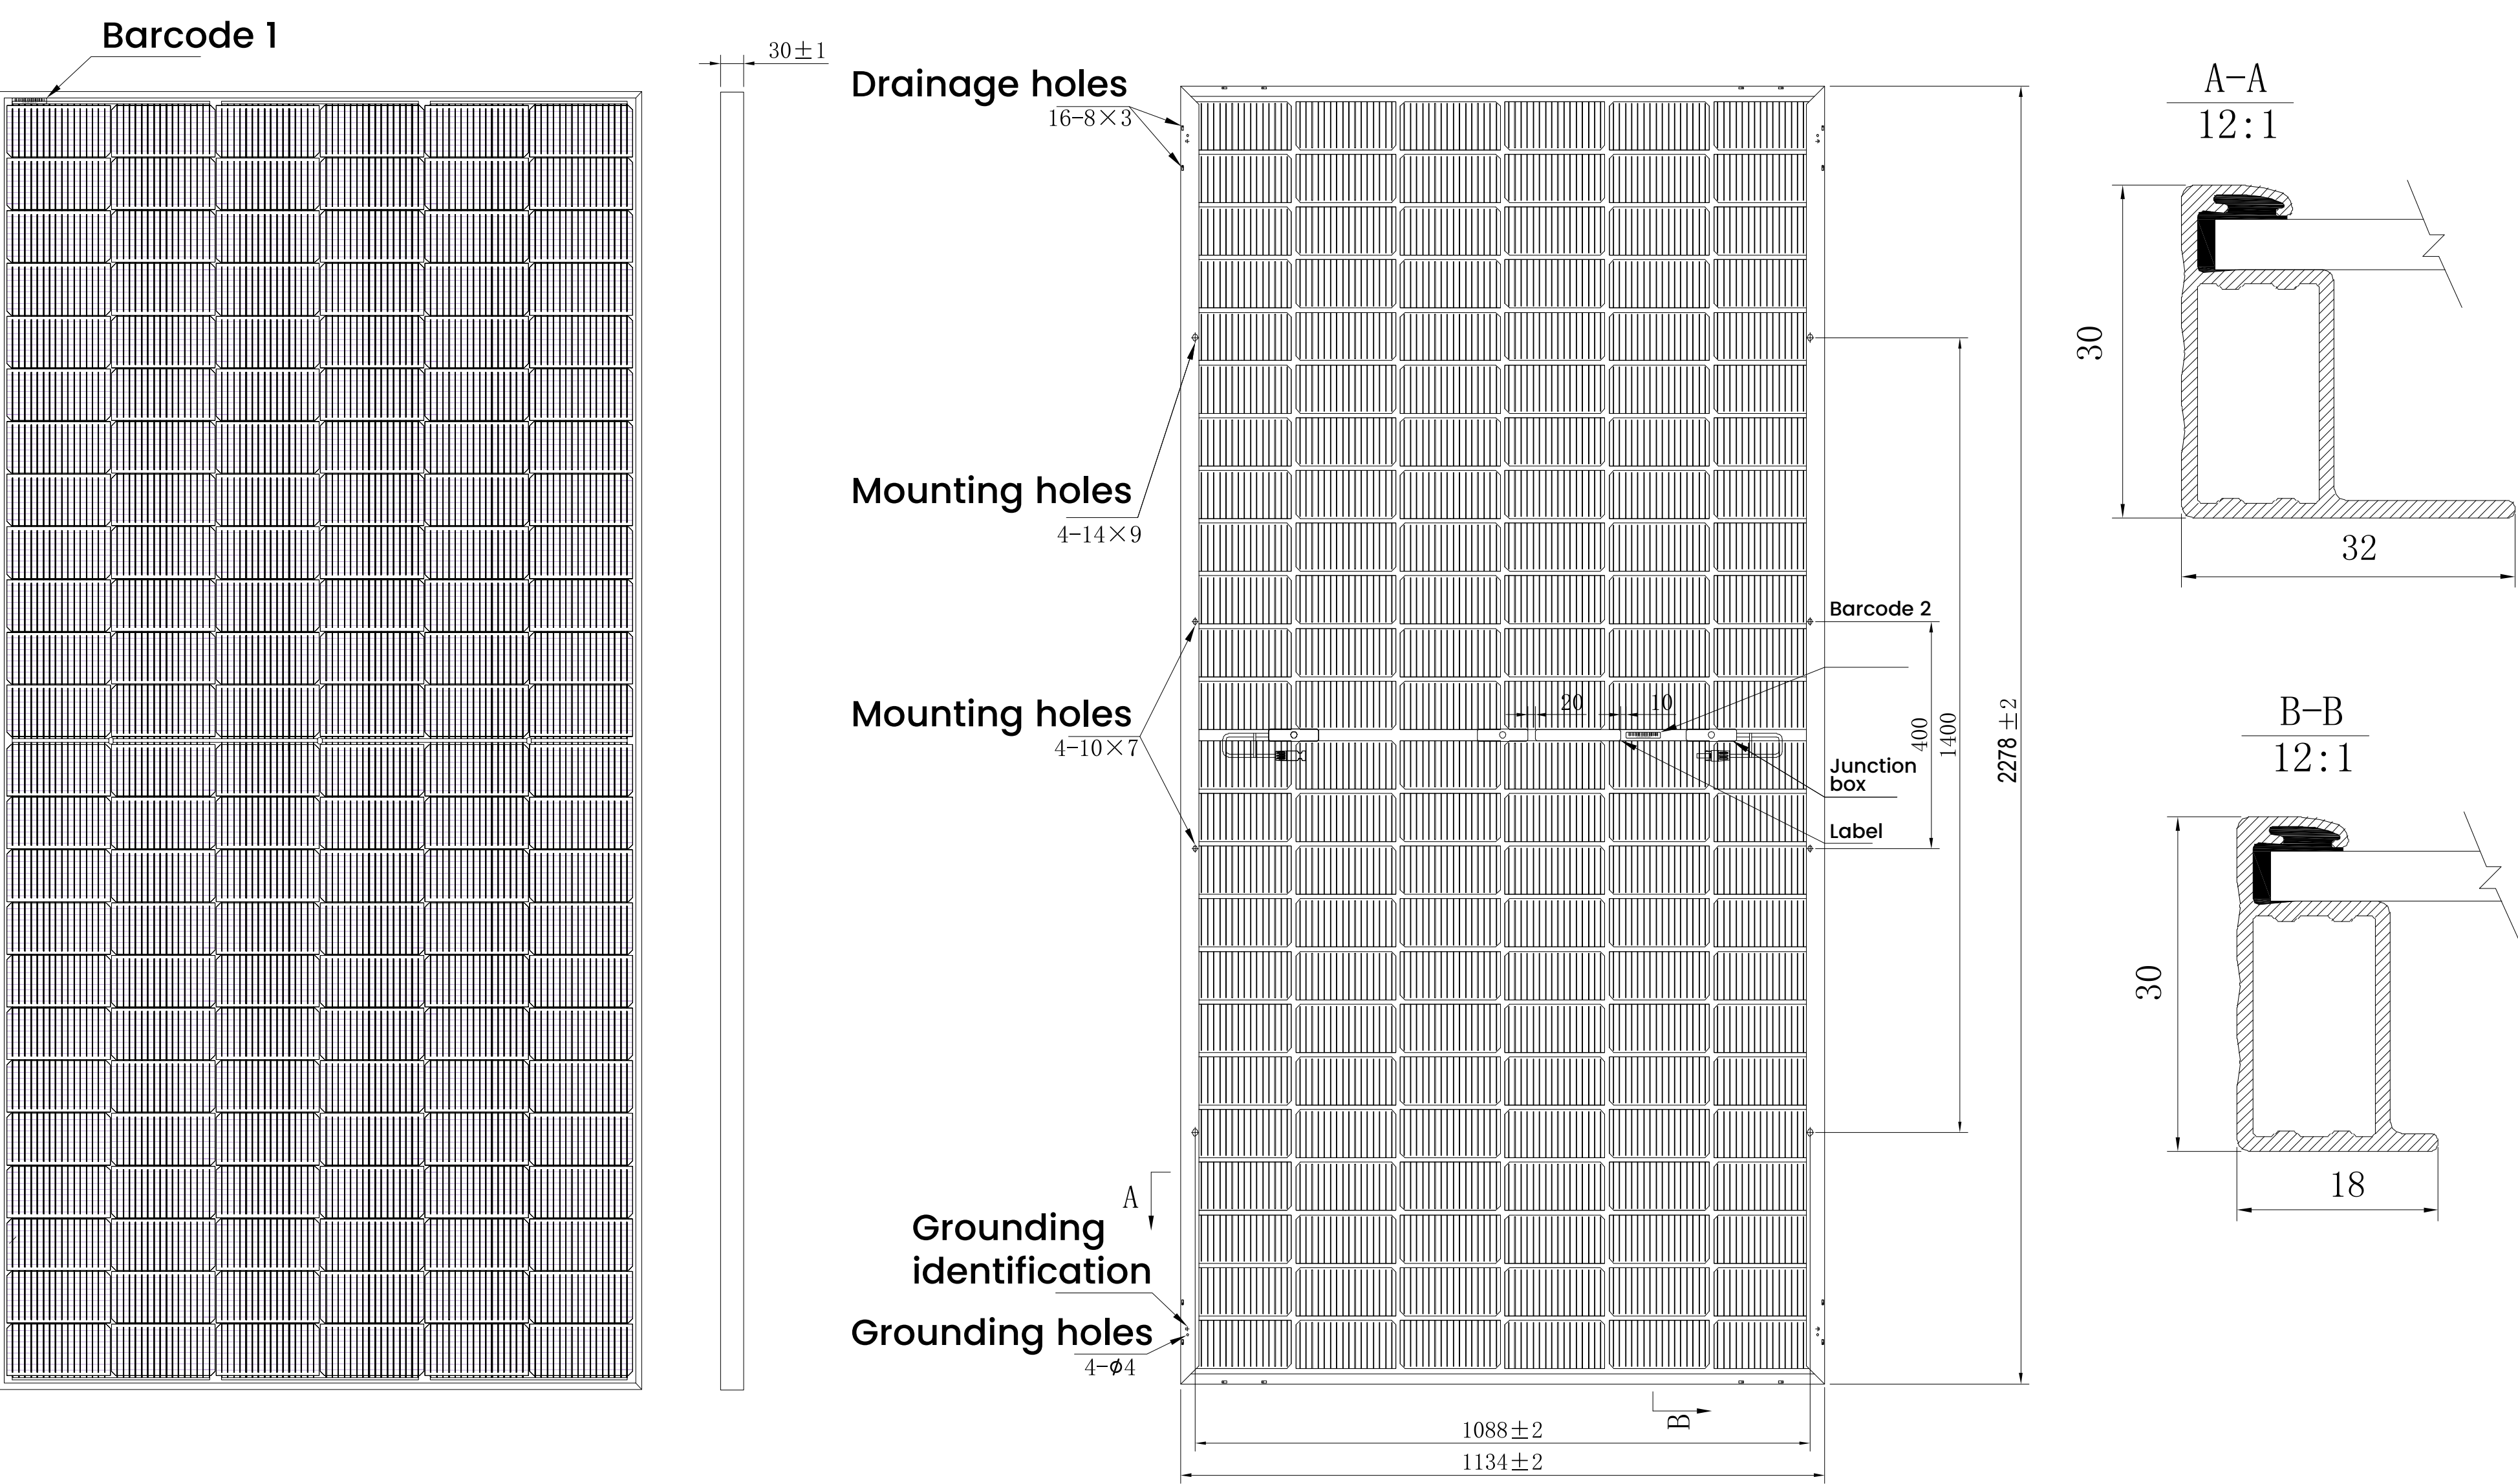 Barcode 1
30±1
Drainage holes
16-8×3
Mounting holes
4-14×9
Mounting holes
4-10×7
Grounding
identification
Grounding holes
4-ϕ4
A
B
20
10
Barcode 2
Junction
box
Label
400
1400
2278±2
1088±2
1134±2
A-A
12:1
30
32
B-B
12:1
30
18